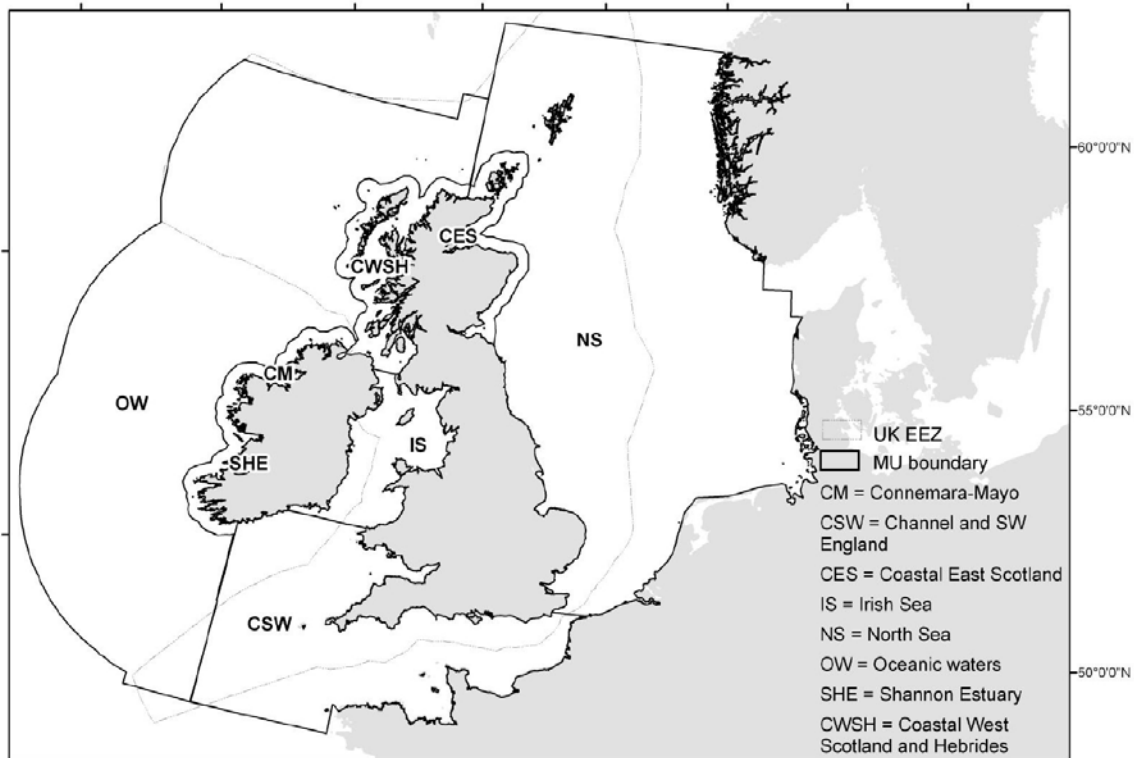 60°0'0"N
CES
CWSH
NS
CM
OW
55°0'0"N
IS
UK EEZ
SHE
MU boundary
CM = Connemara-Mayo
CSW = Channel and SW
England
CES = Coastal East Scotland
IS = Irish Sea
CSW
NS = North Sea
OW = Oceanic waters
50°0'0"N
SHE = Shannon Estuary
CWSH = Coastal West
Scotland and Hebrides